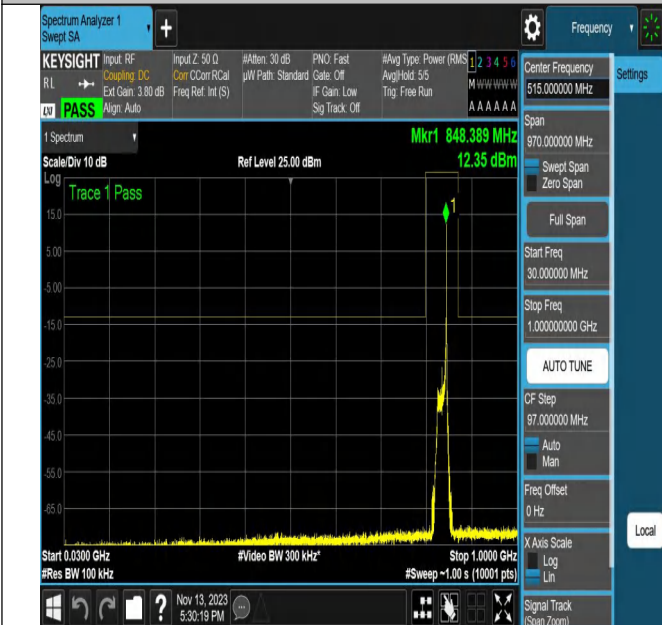 Spectrum Analyzer 1
Swept SA
+
Frequency
KEYSIGHT
RL
LNI PASS
Input: RF
Coupling: DC
Ext Gain: 3.80 dB
Align: Auto
Input Z: 50 Ω
Corr CCorr RCal
Freq Ref: Int (S)
#Atten: 30 dB
µW Path: Standard
PNO: Fast
Gate: Off
IF Gain: Low
Sig Track: Off
#Avg Type: Power (RMS
Avg|Hold: 5/5
Trig: Free Run
1 2 3 4 5 6
M W W W W W
A A A A A A
Center Frequency
515.000000 MHz
Settings
1 Spectrum
Scale/Div 10 dB
Log
Ref Level 25.00 dBm
Mkr1 848.389 MHz
12.35 dBm
Trace 1 Pass
1
15.0
5.00
-5.00
-15.0
-25.0
-35.0
-45.0
-55.0
-65.0
Start 0.0300 GHz
#Res BW 100 kHz
#Video BW 300 kHz*
Stop 1.0000 GHz
#Sweep ~1.00 s (10001 pts)
Span
970.000000 MHz
Swept Span
Zero Span
Full Span
Start Freq
30.000000 MHz
Stop Freq
1.000000000 GHz
AUTO TUNE
CF Step
97.000000 MHz
Auto
Man
Freq Offset
0 Hz
X Axis Scale
Log
Lin
Local
Signal Track
(Span Zoom)
?
Nov 13, 2023
5:30:19 PM